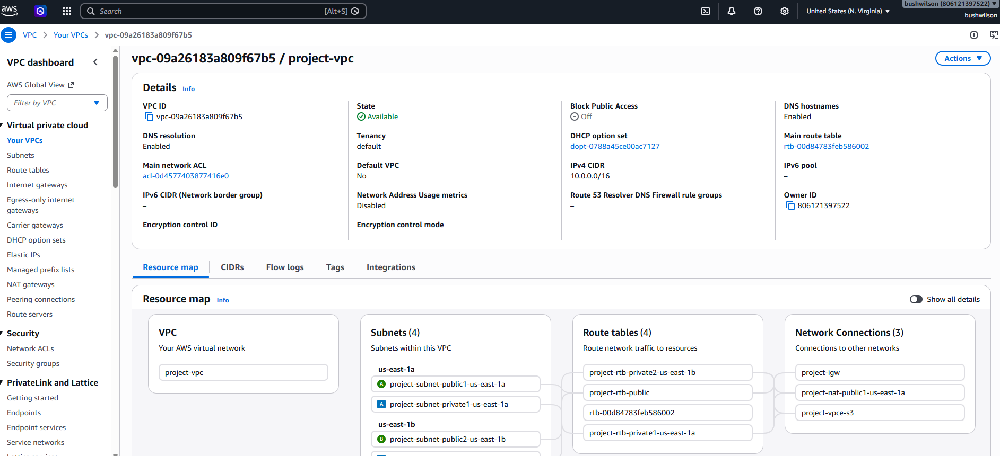 aws
Search
[Alt+S]
United States (N. Virginia)
bushwilson (806121397522)
bushwilson
VPC
Your VPCs
vpc-09a26183a809f67b5
VPC dashboard
AWS Global View
Filter by VPC
Virtual private cloud
Your VPCs
Subnets
Route tables
Internet gateways
Egress-only internet
gateways
Carrier gateways
DHCP option sets
Elastic IPs
Managed prefix lists
NAT gateways
Peering connections
Route servers
Security
Network ACLs
Security groups
PrivateLink and Lattice
Getting started
Endpoints
Endpoint services
Service networks
vpc-09a26183a809f67b5 / project-vpc
Actions
Details Info
VPC ID
vpc-09a26183a809f67b5
State
Available
Block Public Access
Off
DNS hostnames
Enabled
DNS resolution
Enabled
Tenancy
default
DHCP option set
dopt-0788a45ce00ac7127
Main route table
rtb-00d84783feb586002
Main network ACL
acl-0d4577403877416e0
Default VPC
No
IPv4 CIDR
10.0.0.0/16
IPv6 pool
–
IPv6 CIDR (Network border group)
–
Network Address Usage metrics
Disabled
Route 53 Resolver DNS Firewall rule groups
–
Owner ID
806121397522
Encryption control ID
–
Encryption control mode
–
Resource map
CIDRs
Flow logs
Tags
Integrations
Resource map Info
Show all details
VPC
Your AWS virtual network
project-vpc
Subnets (4)
Subnets within this VPC
us-east-1a
A project-subnet-public1-us-east-1a
A project-subnet-private1-us-east-1a
us-east-1b
B project-subnet-public2-us-east-1b
Route tables (4)
Route network traffic to resources
project-rtb-private2-us-east-1b
project-rtb-public
rtb-00d84783feb586002
project-rtb-private1-us-east-1a
Network Connections (3)
Connections to other networks
project-igw
project-nat-public1-us-east-1a
project-vpce-s3